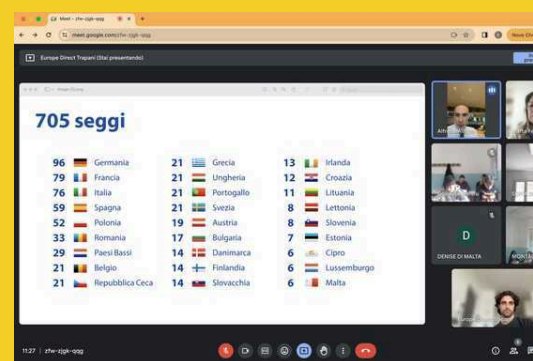 Meet - zfw-zjgk-qqg
meet.google.com/zfw-zjgk-qqg
Europe Direct Trapani (Stai presentando)
705 seggi
96 Germania
79 Francia
76 Italia
59 Spagna
52 Polonia
33 Romania
29 Paesi Bassi
21 Belgio
21 Repubblica Ceca
21 Grecia
21 Ungheria
21 Portogallo
21 Svezia
19 Austria
17 Bulgaria
14 Danimarca
14 Finlandia
14 Slovacchia
13 Irlanda
12 Croazia
11 Lituania
8 Lettonia
8 Slovenia
7 Estonia
6 Cipro
6 Lussemburgo
6 Malta
D
DENISE DI MALTA
11:27 | zfw-zjgk-qqg